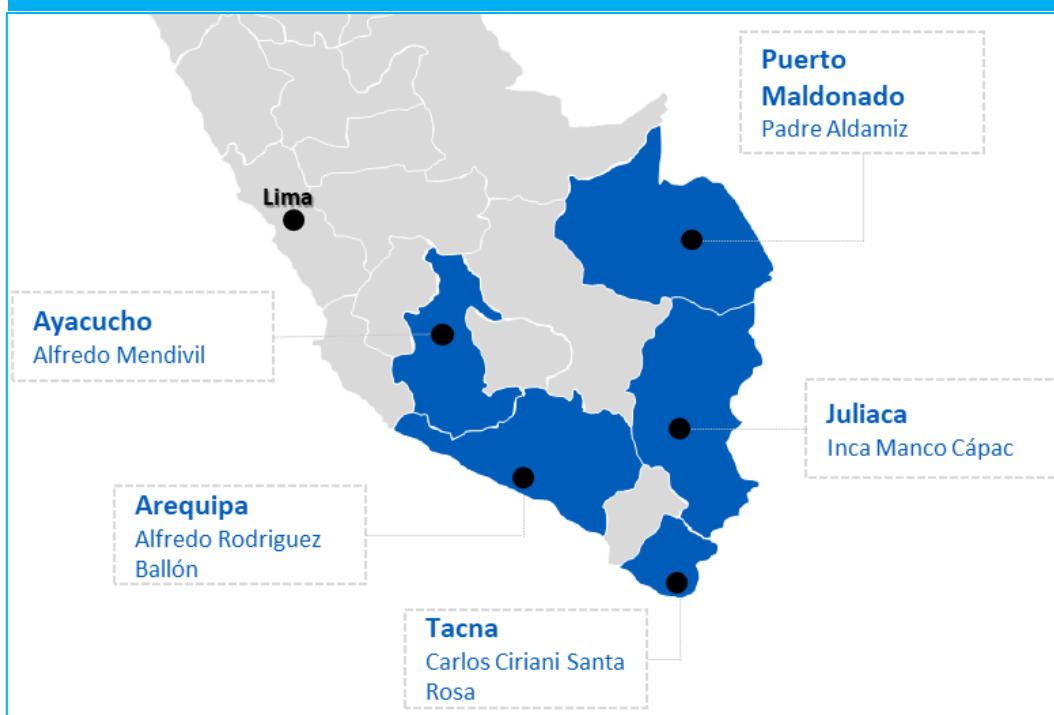 Puerto
Maldonado
Padre Aldamiz
Lima
Ayacucho
Alfredo Mendivil
Juliaca
Inca Manco Cápac
Arequipa
Alfredo Rodriguez
Ballón
Tacna
Carlos Ciriani Santa
Rosa